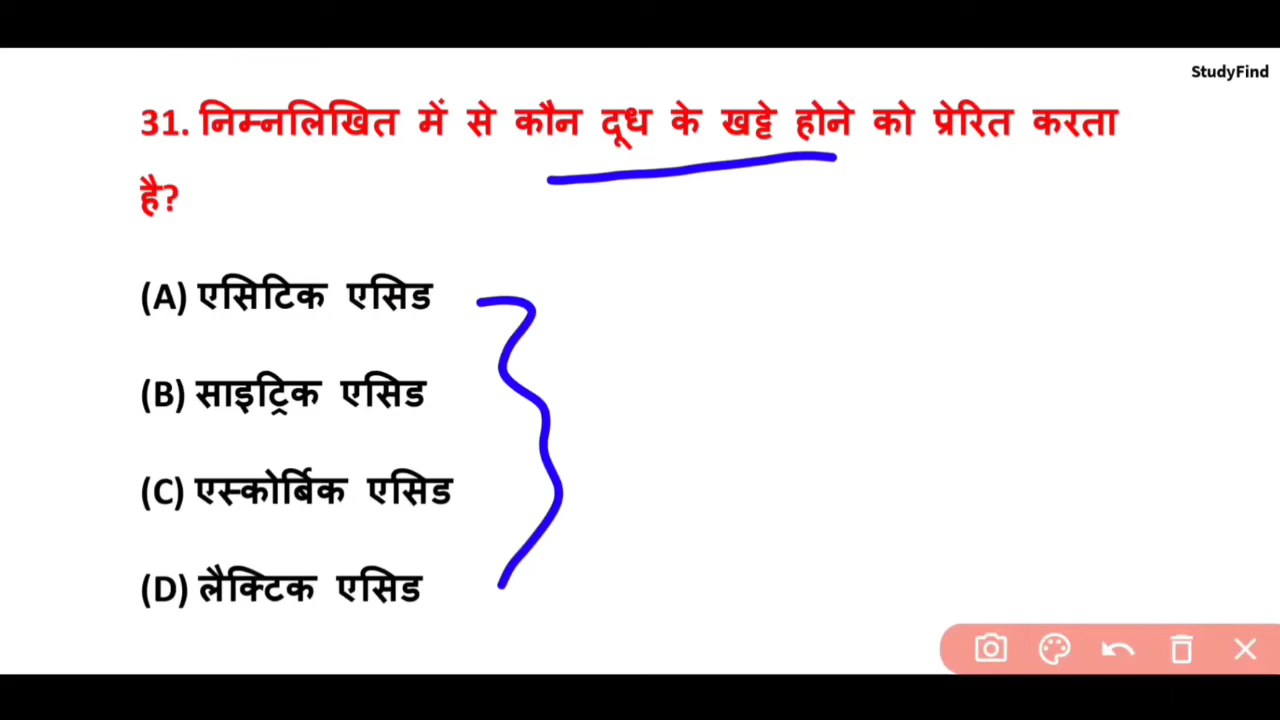 StudyFind
31. निम्नलिखित में से कौन दूध के खट्टे होने को प्रेरित करता
है?
(A) एसिटिक एसिड
(B) साइट्रिक एसिड
(C) एस्कोर्बिक एसिड
(D) लैक्टिक एसिड